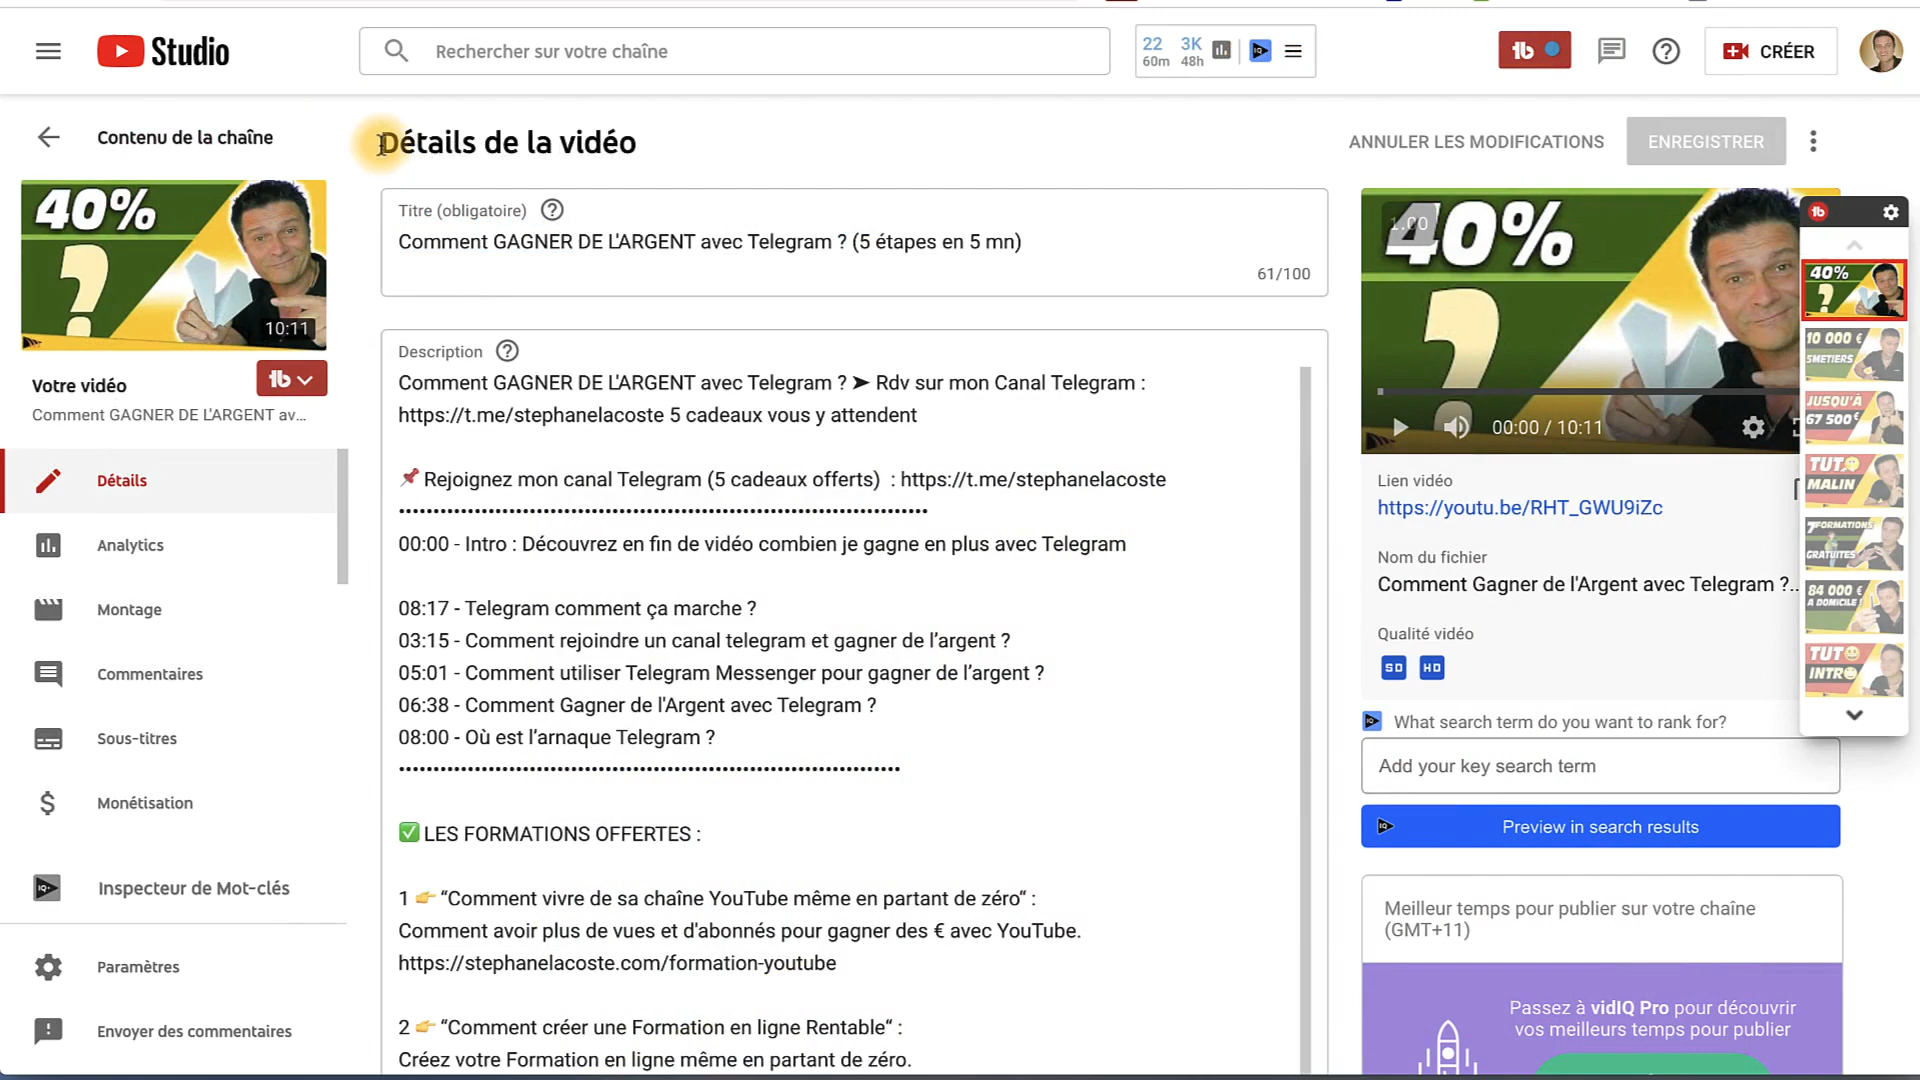 Studio
Rechercher sur votre chaîne
22 3K
60m 48h
CRÉER
Contenu de la chaîne
40%
?
10:11
Votre vidéo
Comment GAGNER DE L'ARGENT av...
Détails
Analytics
Montage
Commentaires
Sous-titres
Monétisation
Inspecteur de Mot-clés
Paramètres
Envoyer des commentaires
Détails de la vidéo
ANNULER LES MODIFICATIONS
ENREGISTRER
Titre (obligatoire)
Comment GAGNER DE L'ARGENT avec Telegram ? (5 étapes en 5 mn)
61/100
Description
Comment GAGNER DE L'ARGENT avec Telegram ? ➤ Rdv sur mon Canal Telegram :
https://t.me/stephanelacoste 5 cadeaux vous y attendent
📌 Rejoignez mon canal Telegram (5 cadeaux offerts) : https://t.me/stephanelacoste
00:00 - Intro : Découvrez en fin de vidéo combien je gagne en plus avec Telegram
08:17 - Telegram comment ça marche ?
03:15 - Comment rejoindre un canal telegram et gagner de l’argent ?
05:01 - Comment utiliser Telegram Messenger pour gagner de l’argent ?
06:38 - Comment Gagner de l'Argent avec Telegram ?
08:00 - Où est l’arnaque Telegram ?
✅ LES FORMATIONS OFFERTES :
1 👉 “Comment vivre de sa chaîne YouTube même en partant de zéro“ :
Comment avoir plus de vues et d'abonnés pour gagner des € avec YouTube.
https://stephanelacoste.com/formation-youtube
2 👉 “Comment créer une Formation en ligne Rentable“ :
Créez votre Formation en ligne même en partant de zéro.
1.00
40%
?
00:00 / 10:11
Lien vidéo
https://youtu.be/RHT_GWU9iZc
Nom du fichier
Comment Gagner de l'Argent avec Telegram ?..
Qualité vidéo
SD HD
What search term do you want to rank for?
Add your key search term
Preview in search results
Meilleur temps pour publier sur votre chaîne
(GMT+11)
Passez à vidIQ Pro pour découvrir
vos meilleurs temps pour publier
40%
?
10 000 €
5MÉTIERS
JUSQU'À
67 500€
TUTO
MALIN
7FORMATIONS
GRATUITES
84 000 €
A DOMICILE
TUTO
INTRO